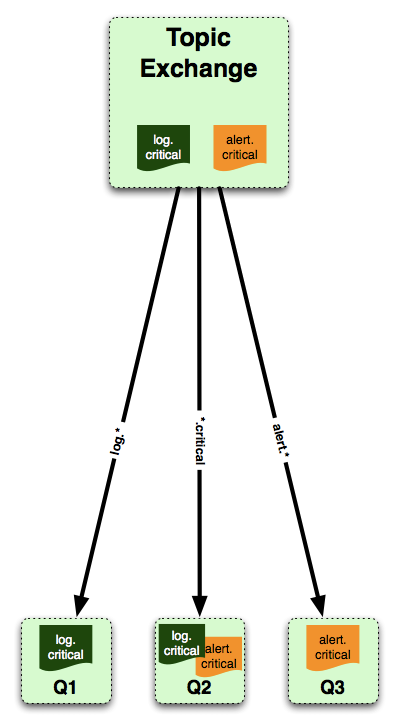 Topic
Exchange
log.
critical
alert.
critical
log.*
*.critical
alert.*
log.
critical
Q1
log.
critical
alert.
critical
Q2
alert.
critical
Q3